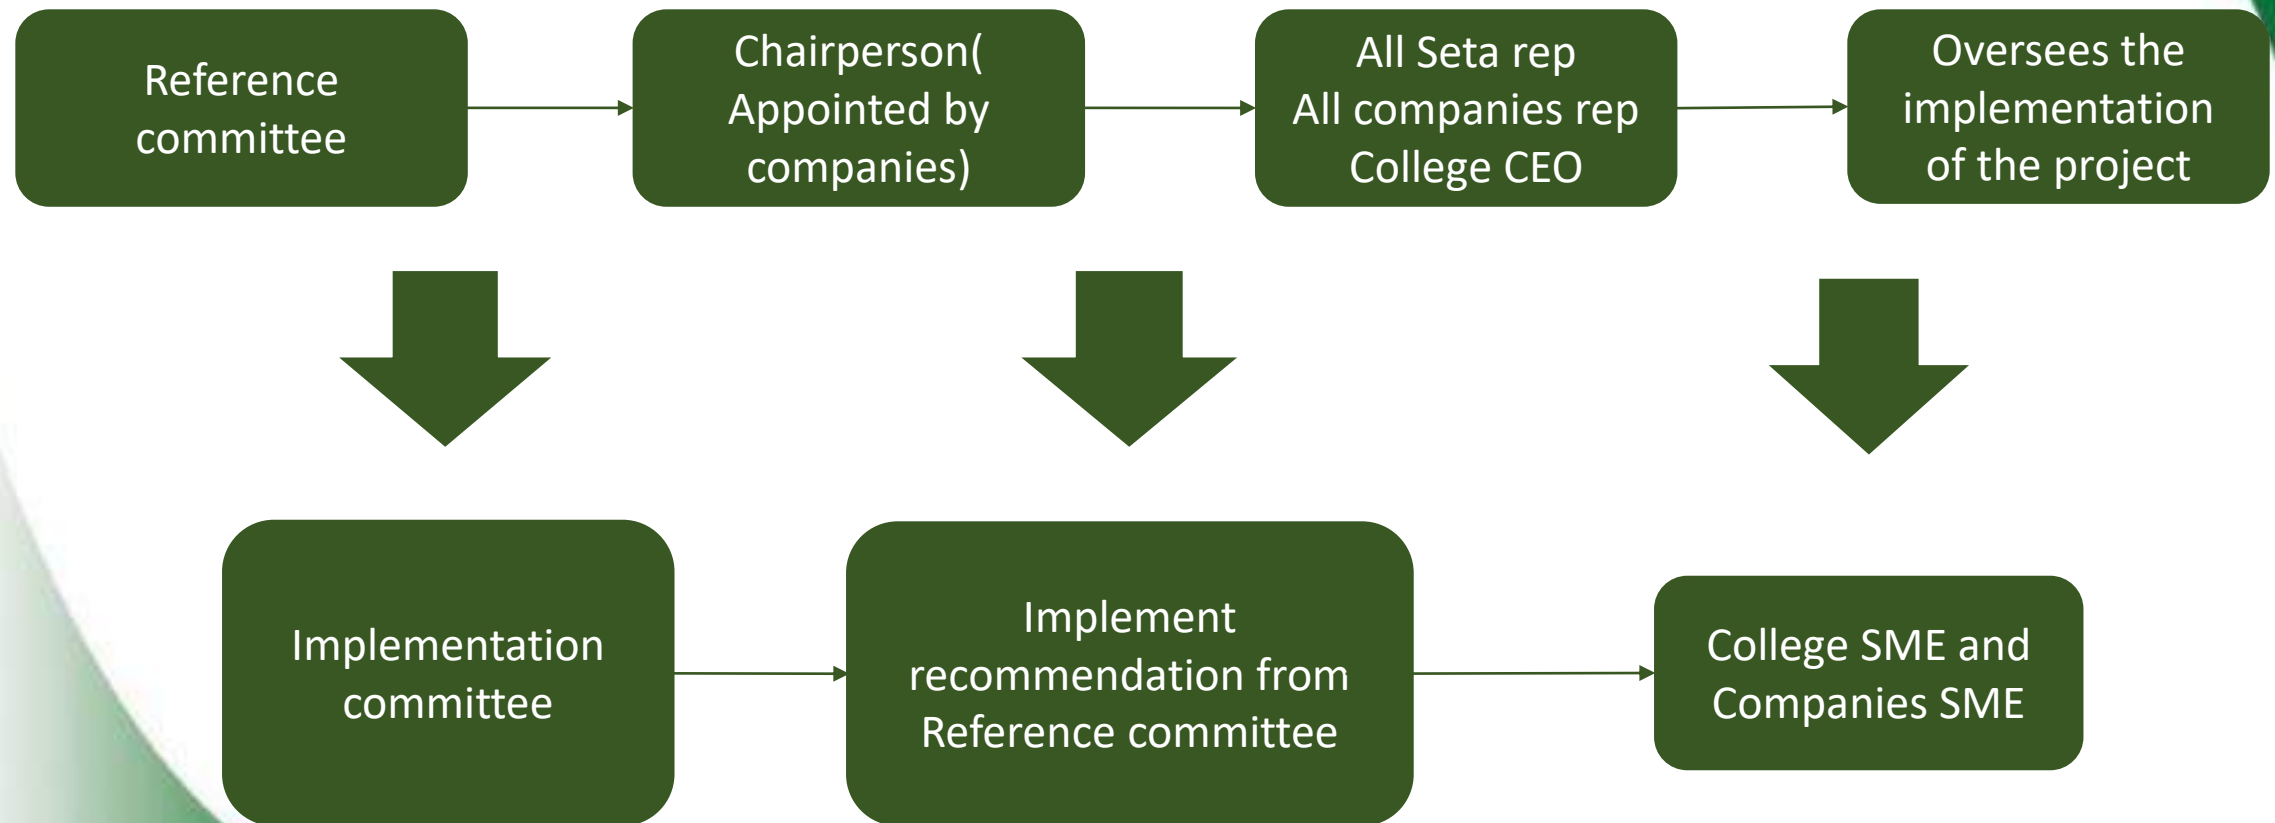 Reference
committee
Chairperson(
Appointed by
companies)
All Seta rep
All companies rep
College CEO
Oversees the
implementation
of the project
Implementation
committee
Implement
recommendation from
Reference committee
College SME and
Companies SME